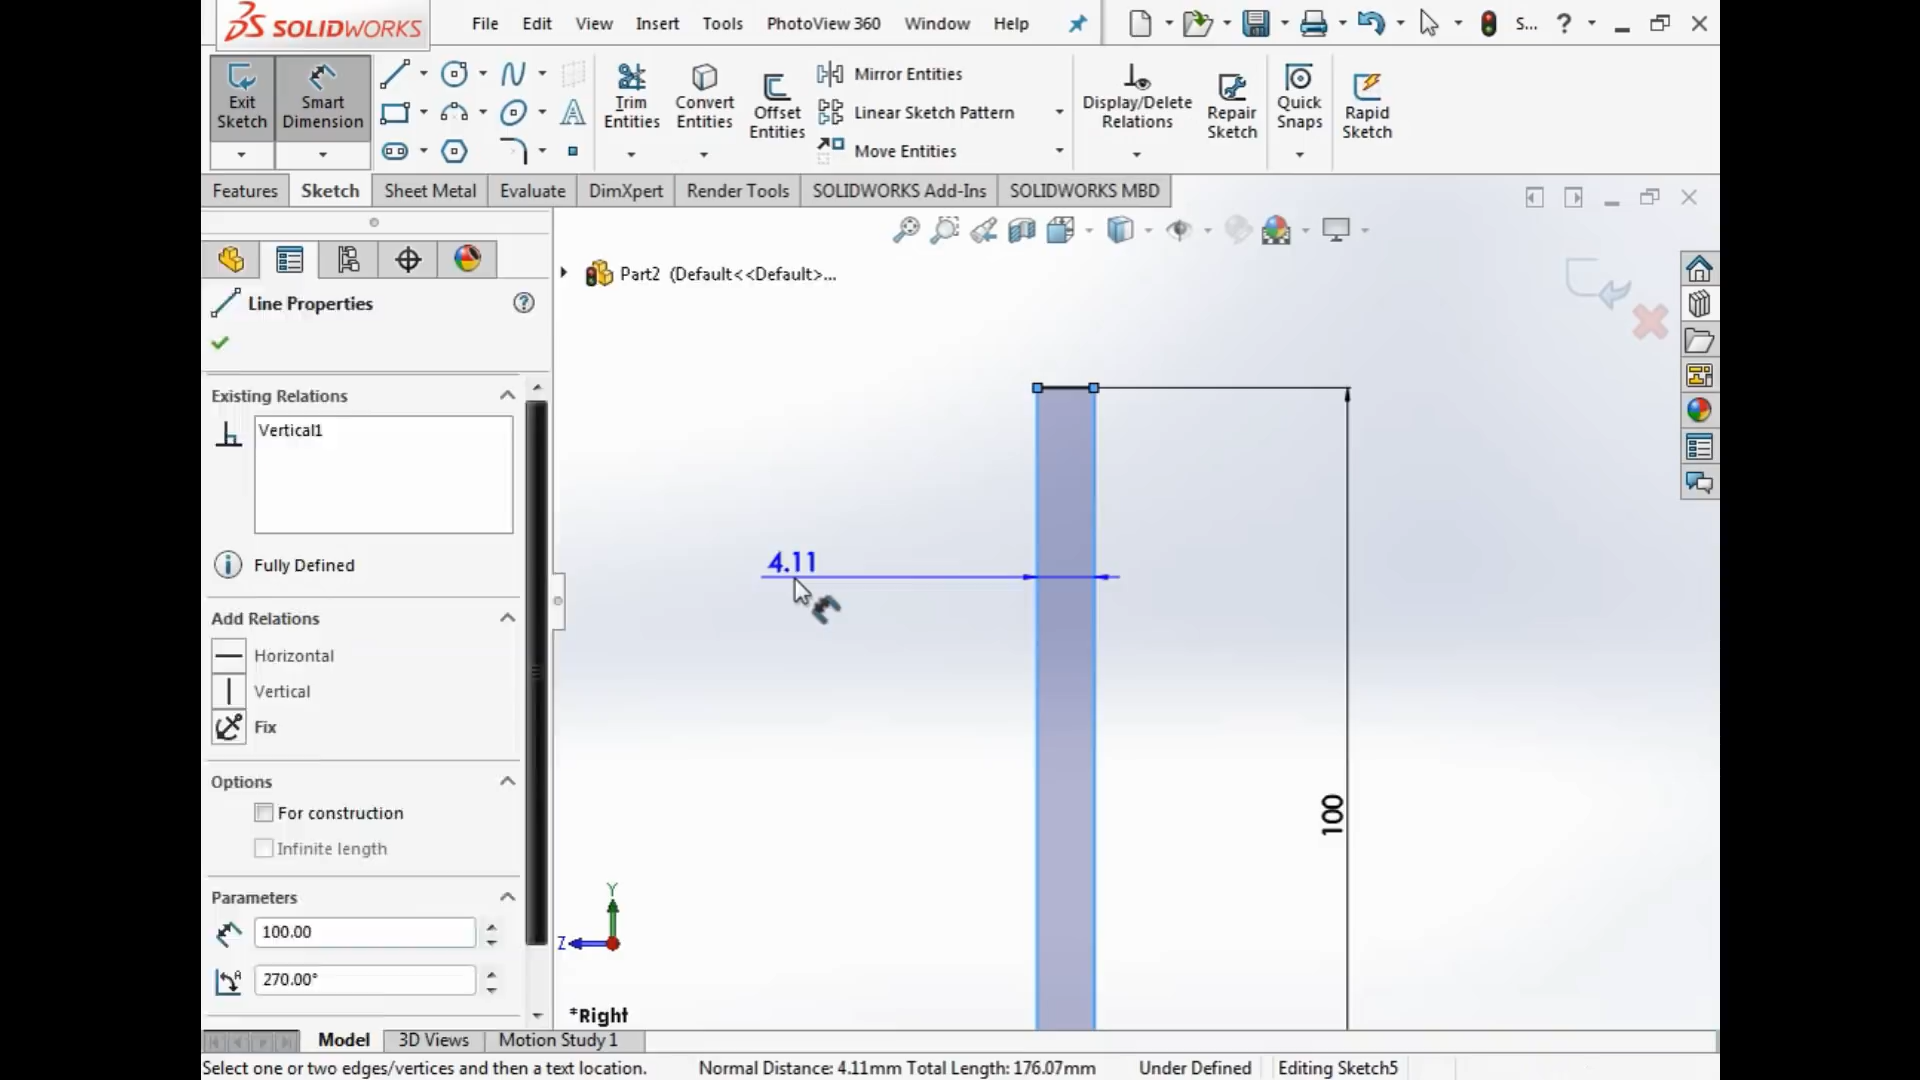 SOLIDWORKS
File Edit View Insert Tools PhotoView 360 Window Help S... ?
Exit Sketch
Smart Dimension
Trim Entities
Convert Entities
Offset Entities
Mirror Entities
Linear Sketch Pattern
Move Entities
Display/Delete Relations
Repair Sketch
Quick Snaps
Rapid Sketch
Features Sketch Sheet Metal Evaluate DimXpert Render Tools SOLIDWORKS Add-Ins SOLIDWORKS MBD
Part2 (Default<<Default>...
Line Properties
Existing Relations
Vertical1
Fully Defined
Add Relations
Horizontal
Vertical
Fix
Options
For construction
Infinite length
Parameters
100.00
270.00°
4.11
100
Y
Z
*Right
Model 3D Views Motion Study 1
Select one or two edges/vertices and then a text location. Normal Distance: 4.11mm Total Length: 176.07mm Under Defined Editing Sketch5